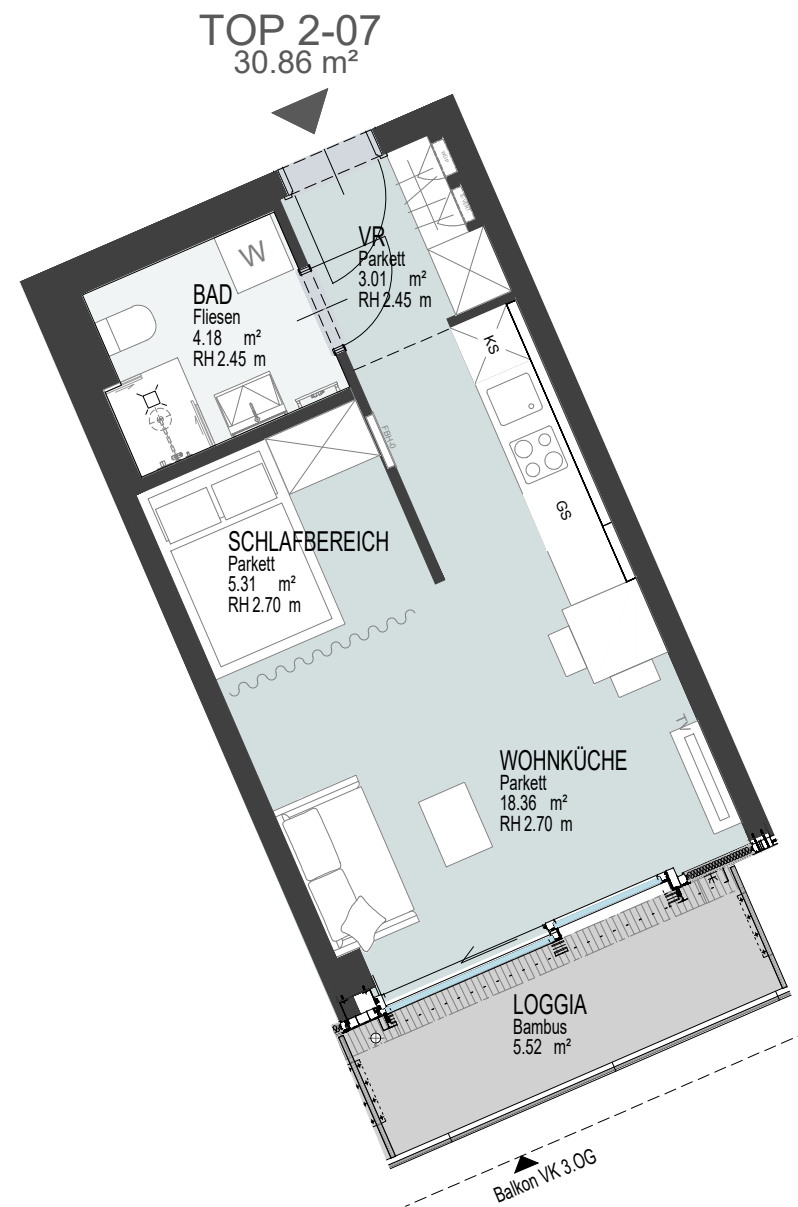 TOP 2-07
30.86 m²
VR
Parkett
3.01 m²
RH 2.45 m
W
BAD
Fliesen
4.18 m²
RH 2.45 m
KS
FBH-0
GS
SCHLAFBEREICH
Parkett
5.31 m²
RH 2.70 m
TV
WOHNKÜCHE
Parkett
18.36 m²
RH 2.70 m
LOGGIA
Bambus
5.52 m²
Balkon VK 3.OG